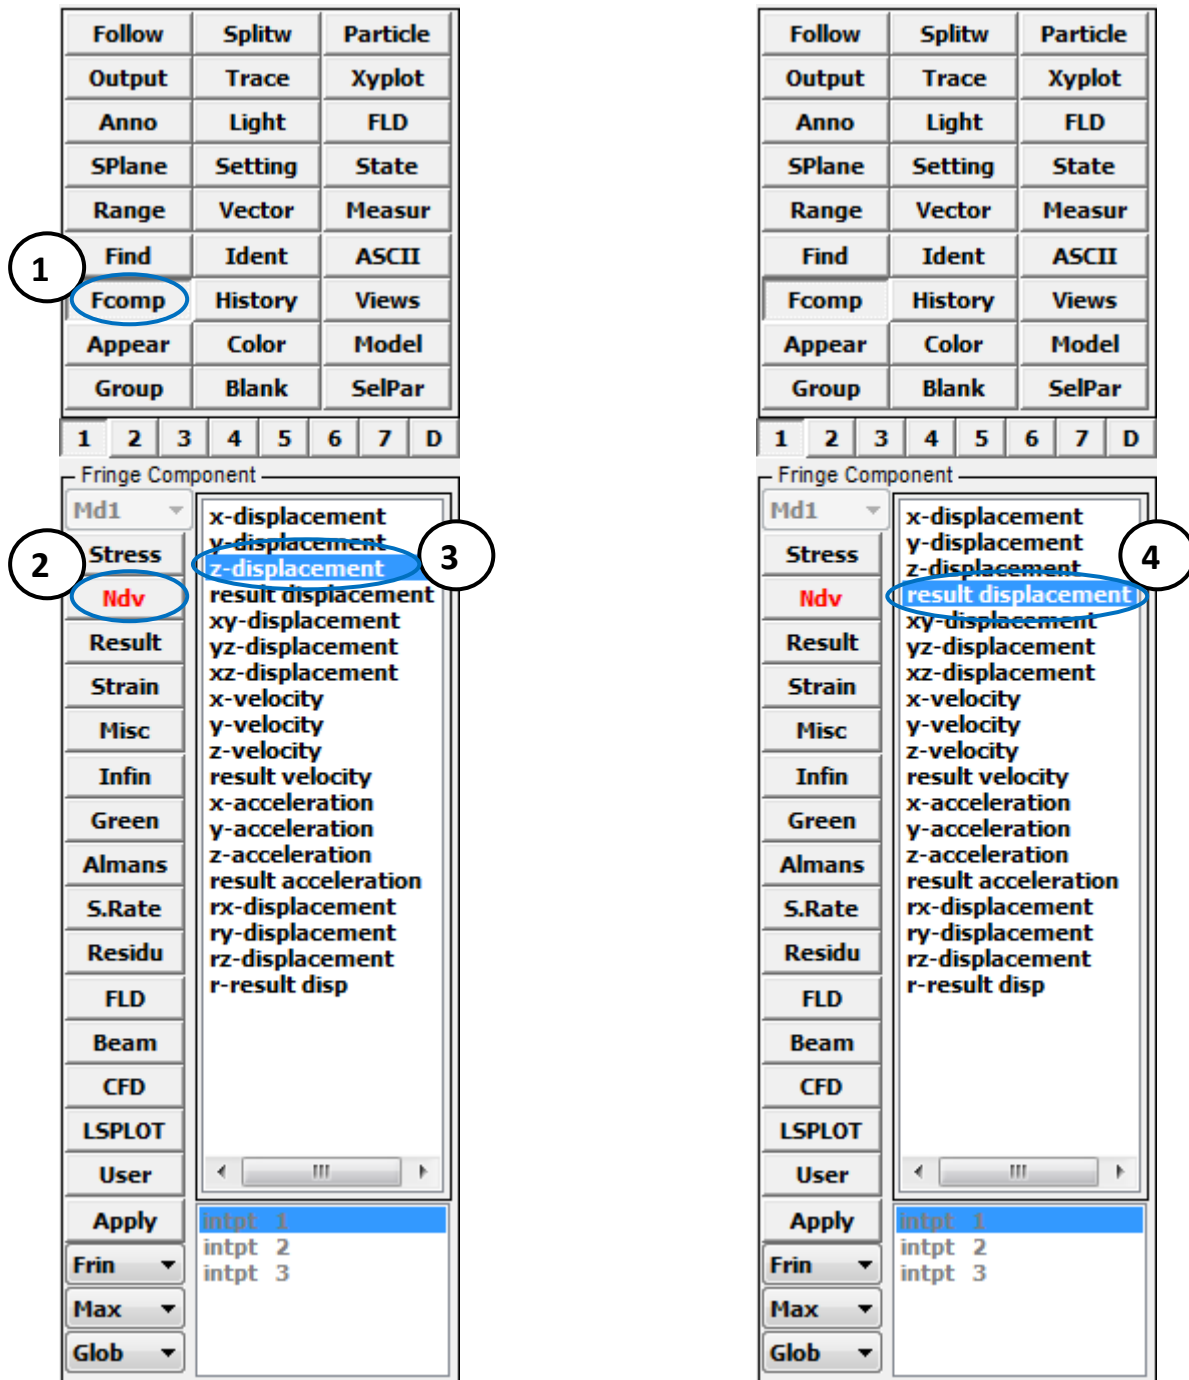 Follow Splitw Particle
Output Trace Xyplot
Anno Light FLD
SPlane Setting State
Range Vector Measur
1
Find Ident ASCII
Fcomp History Views
Appear Color Model
Group Blank SelPar
1 2 3 4 5 6 7 D
Fringe Component
Md1
2
Stress
Ndv
Result
Strain
Misc
Infin
Green
Almans
S.Rate
Residu
FLD
Beam
CFD
LSPLOT
User
Apply
Frin
Max
Glob
x-displacement
y-displacement
z-displacement
3
result displacement
xy-displacement
yz-displacement
xz-displacement
x-velocity
y-velocity
z-velocity
result velocity
x-acceleration
y-acceleration
z-acceleration
result acceleration
rx-displacement
ry-displacement
rz-displacement
r-result disp
intpt 1
intpt 2
intpt 3
Follow Splitw Particle
Output Trace Xyplot
Anno Light FLD
SPlane Setting State
Range Vector Measur
Find Ident ASCII
Fcomp History Views
Appear Color Model
Group Blank SelPar
1 2 3 4 5 6 7 D
Fringe Component
Md1
Stress
Ndv
Result
Strain
Misc
Infin
Green
Almans
S.Rate
Residu
FLD
Beam
CFD
LSPLOT
User
Apply
Frin
Max
Glob
x-displacement
y-displacement
z-displacement
4
result displacement
xy-displacement
yz-displacement
xz-displacement
x-velocity
y-velocity
z-velocity
result velocity
x-acceleration
y-acceleration
z-acceleration
result acceleration
rx-displacement
ry-displacement
rz-displacement
r-result disp
intpt 1
intpt 2
intpt 3